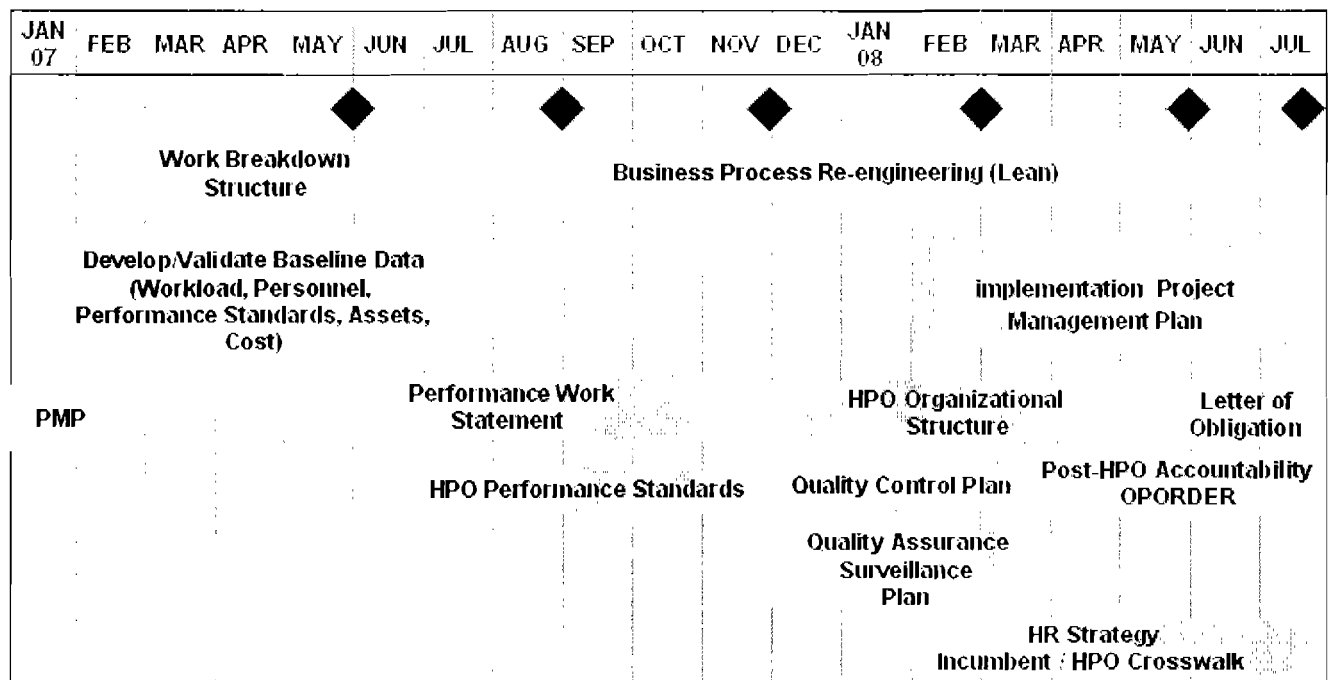 JAN 07 FEB MAR APR MAY JUN JUL AUG SEP OCT NOV DEC JAN 08 FEB MAR APR MAY JUN JUL
Work Breakdown
Structure
Business Process Re-engineering (Lean)
Develop/Validate Baseline Data
(Workload, Personnel,
Performance Standards, Assets,
Cost)
implementation Project
Management Plan
PMP
Performance Work
Statement
HPO Organizational
Structure
Letter of
Obligation
HPO Performance Standards
Quality Control Plan
Post-HPO Accountability
OPORDER
Quality Assurance
Surveillance
Plan
HR Strategy
Incumbent / HPO Crosswalk